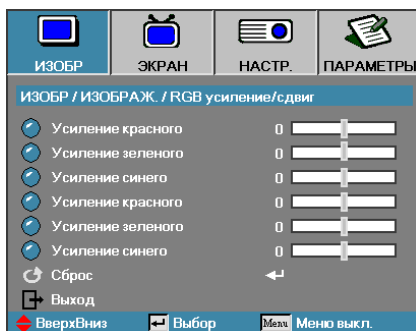 ИЗОБР ЭКРАН НАСТР. ПАРАМЕТРЫ
ИЗОБР / ИЗОБРАЖ. / RGB усиление/сдвиг
Усиление красного 0
Усиление зеленого 0
Усиление синего 0
Усиление красного 0
Усиление зеленого 0
Усиление синего 0
Сброс
Выход
ВверхВниз Выбор Menu Меню выкл.